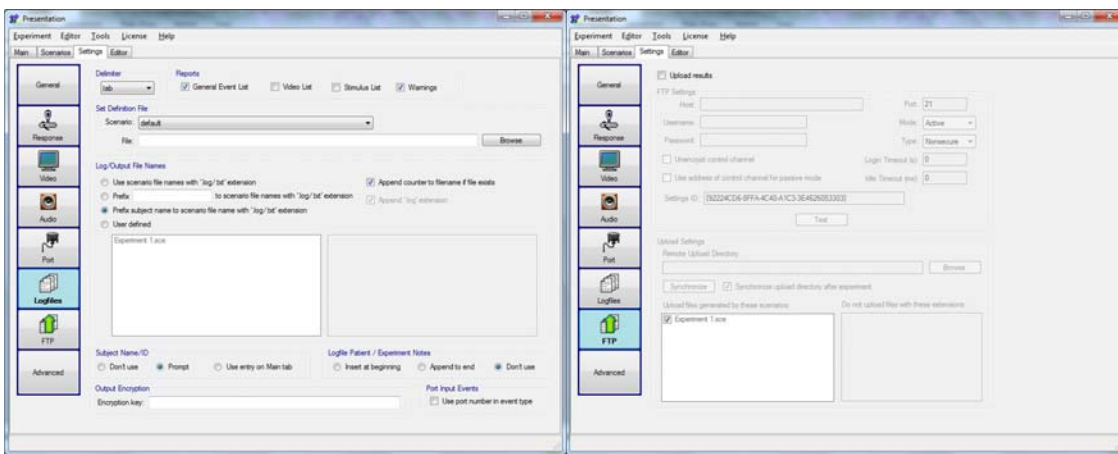 Presentation
Experiment Editor Tools License Help
Main Scenarios Settings Editor
General
Response
Video
Audio
Port
Logfiles
FTP
Advanced
Delimiter
tab
Reports
General Event List Video List Stimulus List Warnings
Set Definition File
Scenario: default
File: Browse
Log/Output File Names
Use scenario file names with ".log/.txt" extension
Append counter to filename if file exists
Prefix to scenario file names with ".log/.txt" extension
Append ".log" extension
Prefix subject name to scenario file name with ".log/.txt" extension
User defined
Experiment 1.sce
Subject Name/ID
Don't use Prompt Use entry on Main tab
Logfile Patient / Experiment Notes
Insert at beginning Append to end Don't use
Output Encryption
Encryption key:
Port Input Events
Use port number in event type
Presentation
Experiment Editor Tools License Help
Main Scenarios Settings Editor
General
Response
Video
Audio
Port
Logfiles
FTP
Advanced
Upload results
FTP Settings
Host: Port: 21
Username: Mode: Active
Password: Type: Nonsecure
Unencrypt control channel Login Timeout (s) 0
Use address of control channel for passive mode Idle Timeout (ms) 0
Settings ID:
Test
Upload Settings
Remote Upload Directory
Browse
Synchronize Synchronize upload directory after experiment
Upload files generated by these scenarios: Do not upload files with these extensions:
Experiment 1.sce